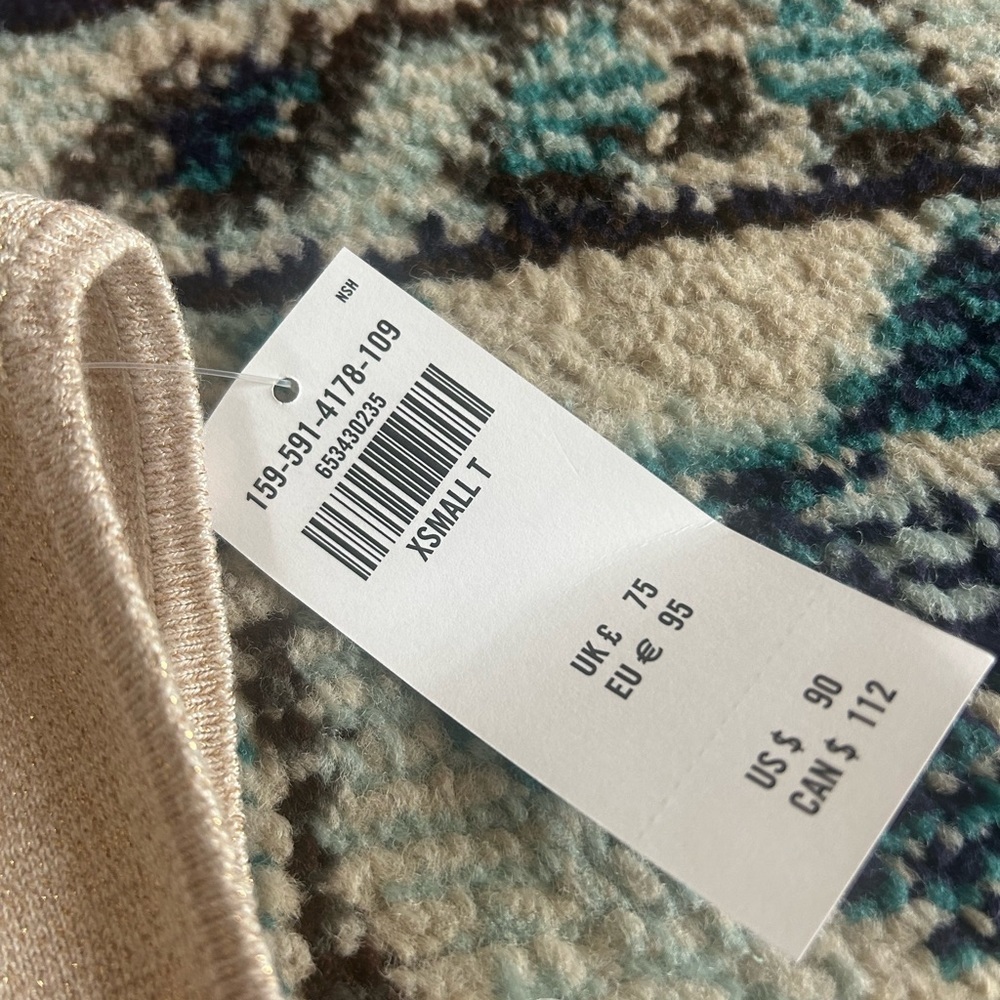 NSH
159-591-4178-109
653430235
XSMALL T
UK £ 75
EU € 95
US $ 90
CAN $ 112